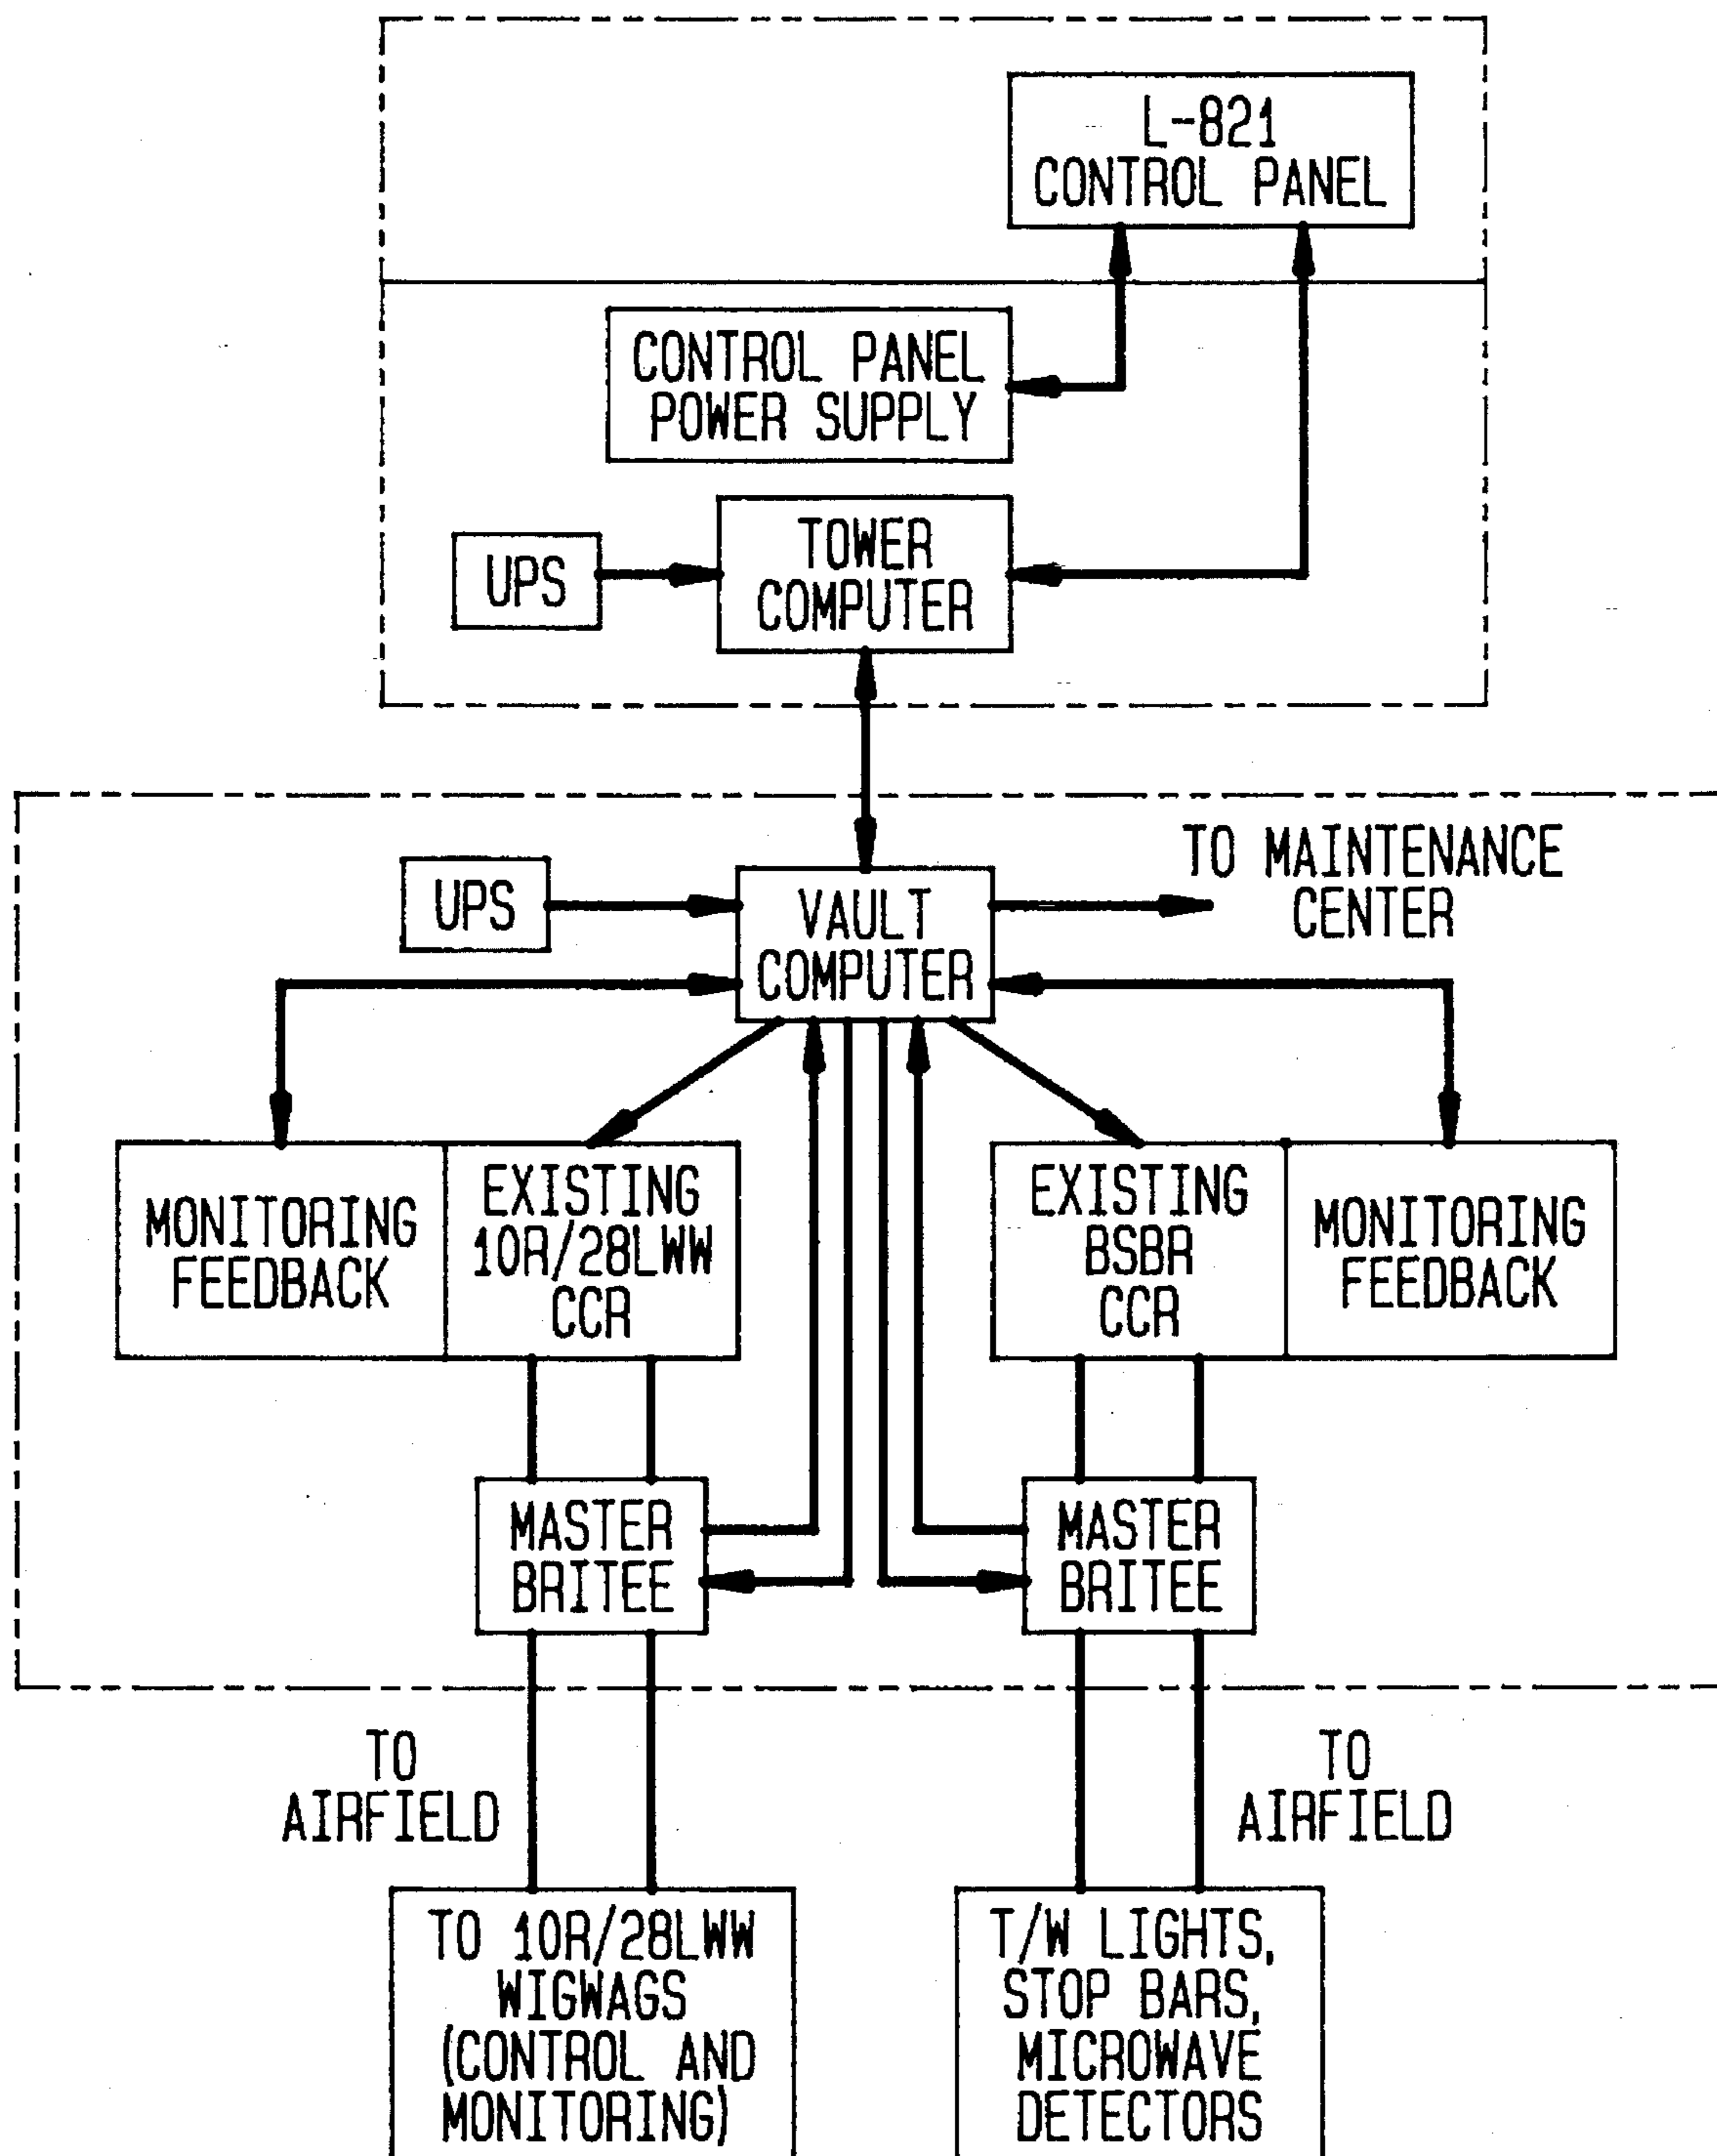 L-821
CONTROL PANEL
CONTROL PANEL
POWER SUPPLY
TOWER
COMPUTER
UPS
UPS
VAULT
COMPUTER
TO MAINTENANCE
CENTER
MONITORING
FEEDBACK
EXISTING
10R/28LWW
CCR
EXISTING
BSBR
CCR
MONITORING
FEEDBACK
MASTER
BRITEE
MASTER
BRITEE
TO
AIRFIELD
TO
AIRFIELD
TO 10R/28LWW
WIGWAGS
(CONTROL AND
MONITORING)
T/W LIGHTS,
STOP BARS,
MICROWAVE
DETECTORS